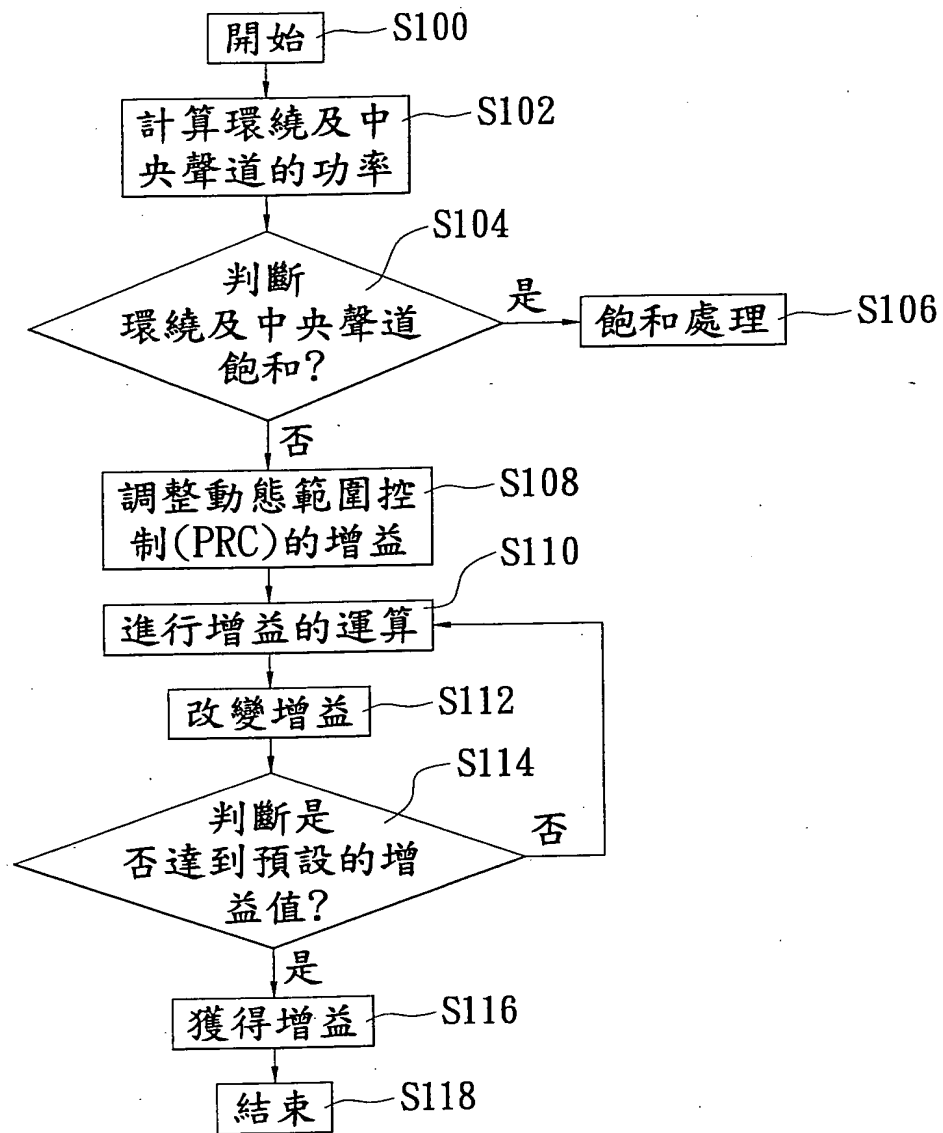 開始
S100
計算環繞及中
央聲道的功率
S102
S104
判斷
環繞及中央聲道
飽和?
是
飽和處理
S106
否
調整動態範圍控
制(PRC)的增益
S108
S110
進行增益的運算
改變增益
S112
S114
判斷是
否達到預設的增
益值?
否
是
獲得增益
S116
結束
S118